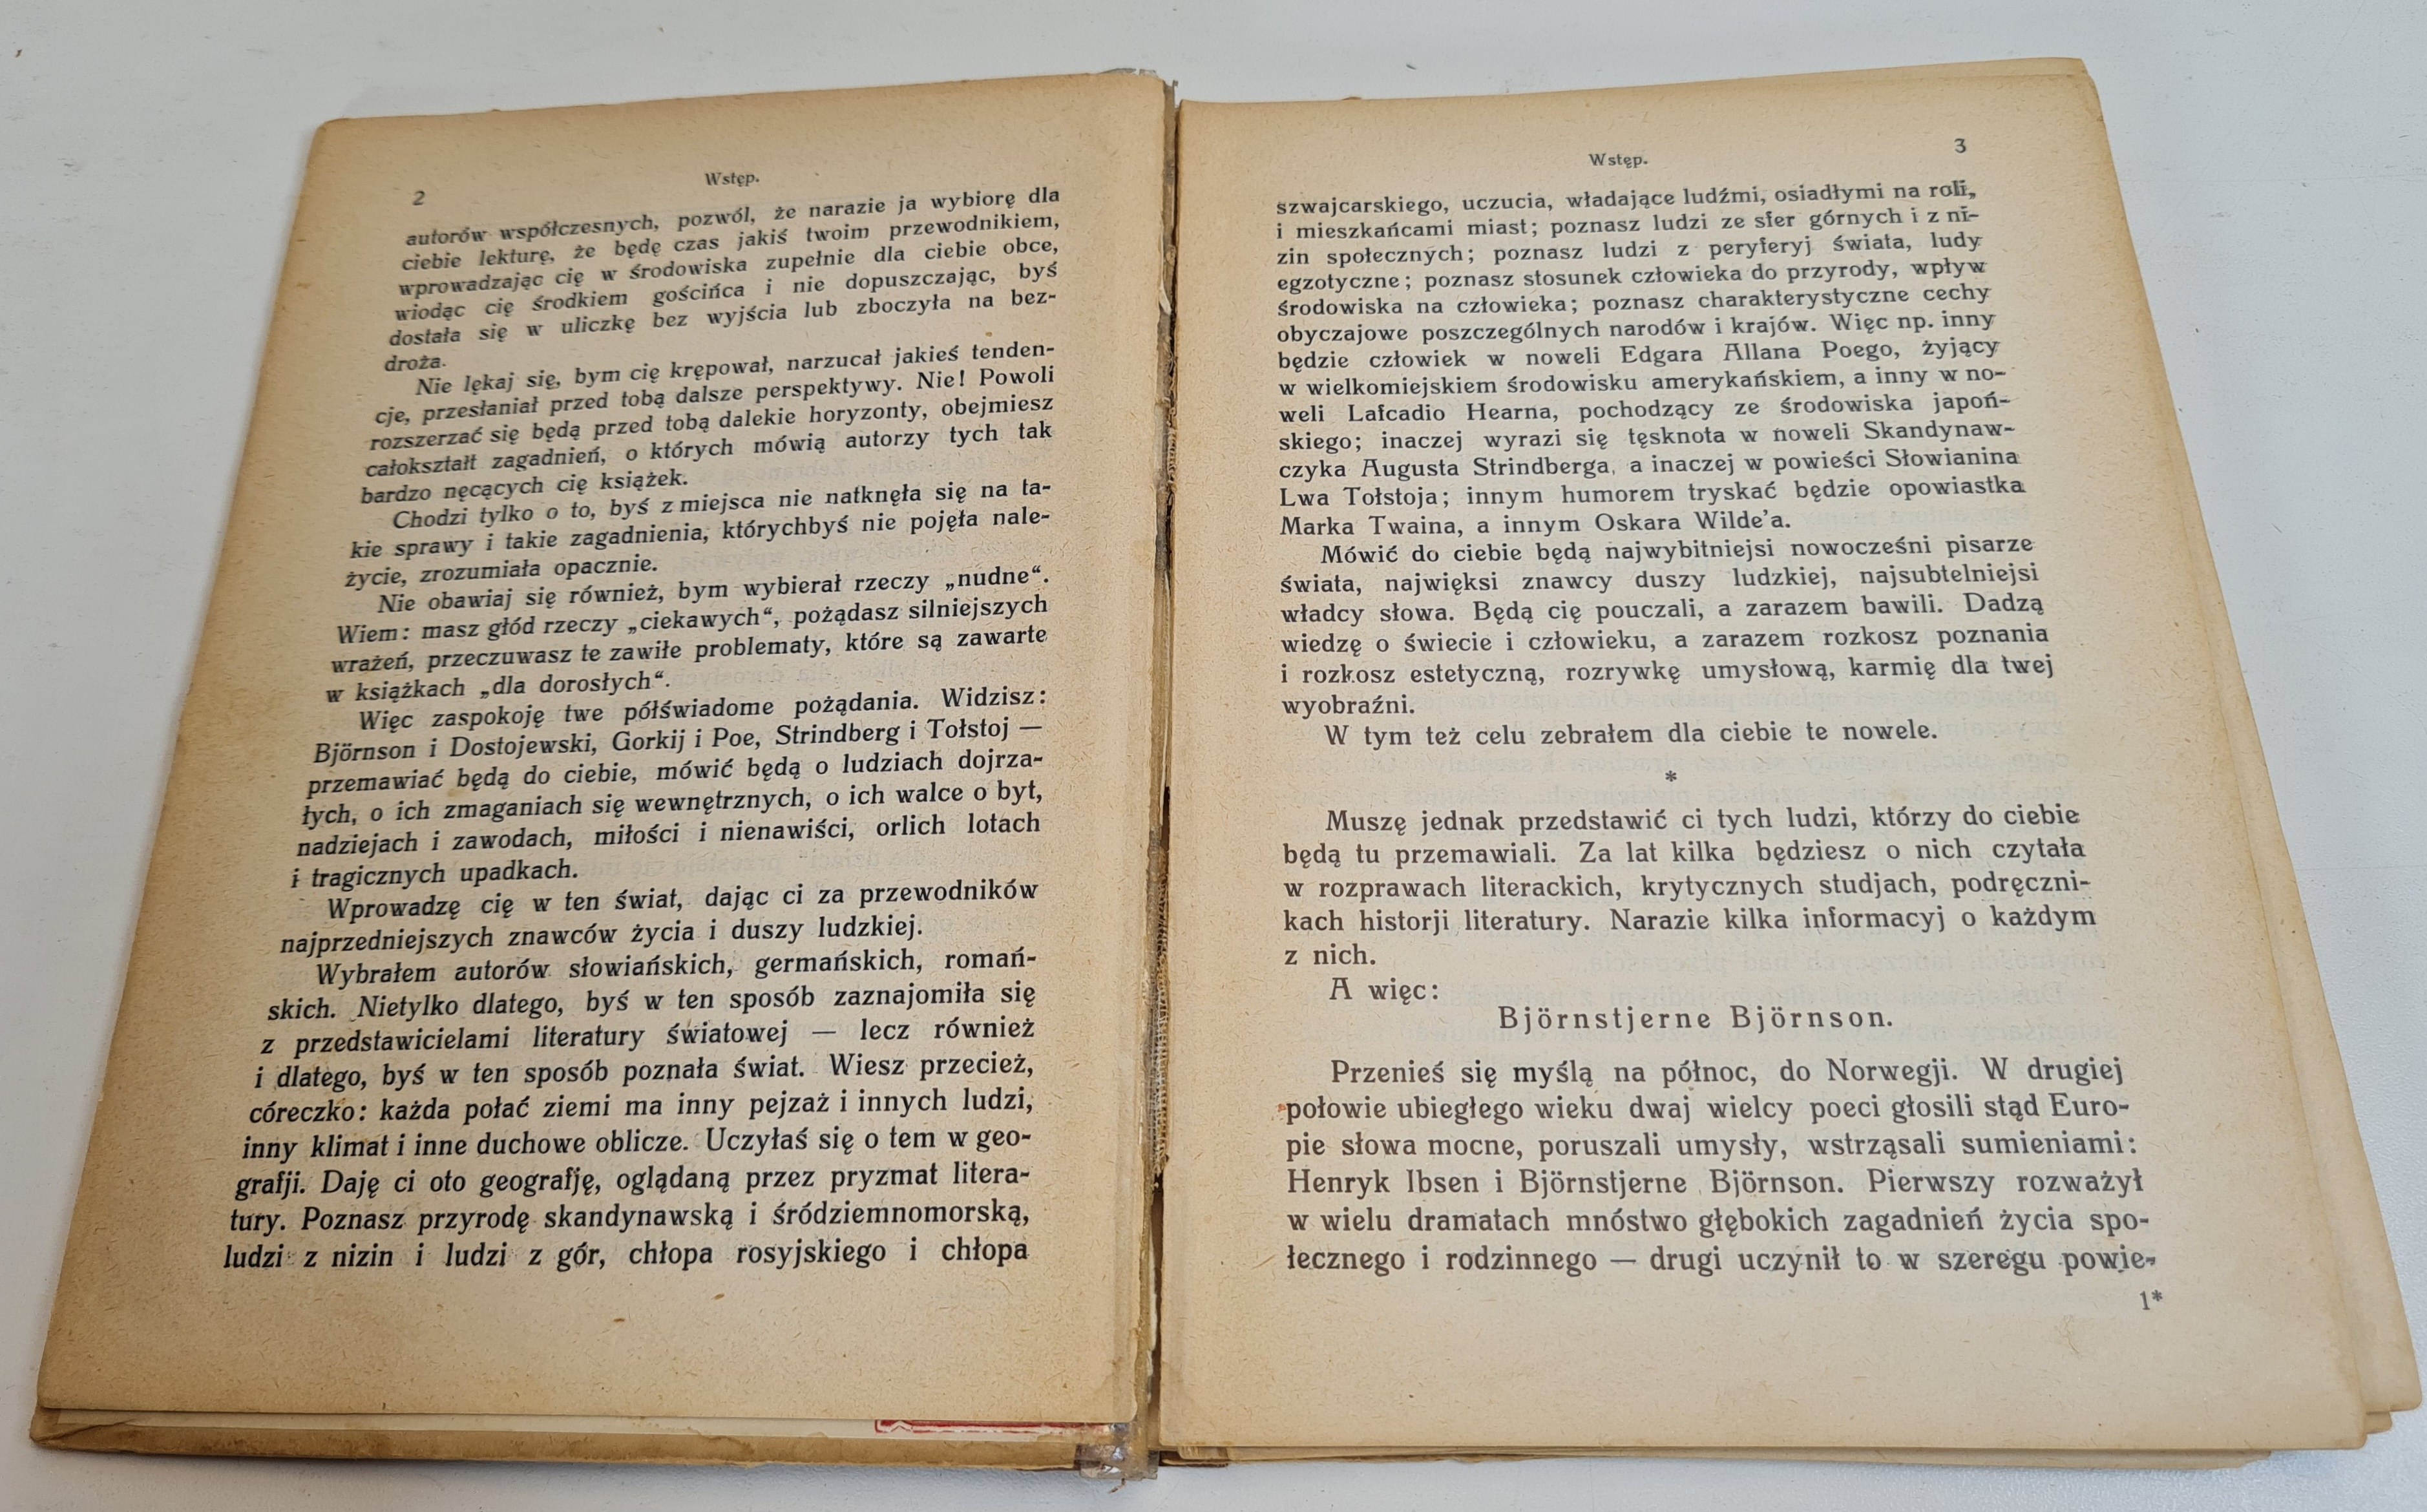 2
Wstęp.
autorów współczesnych, pozwól, że narazie ja wybiorę dla
ciebie lekturę, że będę czas jakiś twoim przewodnikiem,
wprowadzając cię w środowiska zupełnie dla ciebie obce,
wiodąc cię środkiem gościńca i nie dopuszczając, byś
dostała się w uliczkę bez wyjścia lub zboczyła na bez-
droża.
Nie lękaj się, bym cię krępował, narzucał jakieś tenden-
cje, przesłaniał przed tobą dalsze perspektywy. Nie! Powoli
rozszerzać się będą przed tobą dalekie horyzonty, obejmiesz
całokształt zagadnień, o których mówią autorzy tych tak
bardzo nęcących cię książek.
Chodzi tylko o to, byś z miejsca nie natknęła się na ta-
kie sprawy i takie zagadnienia, którychbyś nie pojęła nale-
życie, zrozumiała opacznie.
Nie obawiaj się również, bym wybierał rzeczy „nudne“.
Wiem: masz głód rzeczy „ciekawych“, pożądasz silniejszych
wrażeń, przeczuwasz te zawiłe problematy, które są zawarte
w książkach „dla dorosłych“.
Więc zaspokoję twe półświadome pożądania. Widzisz:
Björnson i Dostojewski, Gorkij i Poe, Strindberg i Tołstoj —
przemawiać będą do ciebie, mówić będą o ludziach dojrza-
łych, o ich zmaganiach się wewnętrznych, o ich walce o byt,
nadziejach i zawodach, miłości i nienawiści, orlich lotach
i tragicznych upadkach.
Wprowadzę cię w ten świat, dając ci za przewodników
najprzedniejszych znawców życia i duszy ludzkiej.
Wybrałem autorów słowiańskich, germańskich, romań-
skich. Nietylko dlatego, byś w ten sposób zaznajomiła się
z przedstawicielami literatury światowej — lecz również
i dlatego, byś w ten sposób poznała świat. Wiesz przecież,
córeczko: każda połać ziemi ma inny pejzaż i innych ludzi,
inny klimat i inne duchowe oblicze. Uczyłaś się o tem w geo-
grafji. Daję ci oto geografję, oglądaną przez pryzmat litera-
tury. Poznasz przyrodę skandynawską i śródziemnomorską,
ludzi z nizin i ludzi z gór, chłopa rosyjskiego i chłopa
Wstęp.
3
szwajcarskiego, uczucia, władające ludźmi, osiadłymi na roli,
i mieszkańcami miast; poznasz ludzi ze sfer górnych i z ni-
zin społecznych; poznasz ludzi z peryferyj świata, ludy
egzotyczne; poznasz stosunek człowieka do przyrody, wpływ
środowiska na człowieka; poznasz charakterystyczne cechy
obyczajowe poszczególnych narodów i krajów. Więc np. inny
będzie człowiek w noweli Edgara Allana Poego, żyjący
w wielkomiejskiem środowisku amerykańskiem, a inny w no-
weli Lafcadio Hearna, pochodzący ze środowiska japoń-
skiego; inaczej wyrazi się tęsknota w noweli Skandynaw-
czyka Augusta Strindberga, a inaczej w powieści Słowianina
Lwa Tołstoja; innym humorem tryskać będzie opowiastka
Marka Twaina, a innym Oskara Wilde’a.
Mówić do ciebie będą najwybitniejsi nowocześni pisarze
świata, najwięksi znawcy duszy ludzkiej, najsubtelniejsi
władcy słowa. Będą cię pouczali, a zarazem bawili. Dadzą
wiedzę o świecie i człowieku, a zarazem rozkosz poznania
i rozkosz estetyczną, rozrywkę umysłową, karmię dla twej
wyobraźni.
W tym też celu zebrałem dla ciebie te nowele.
*
Muszę jednak przedstawić ci tych ludzi, którzy do ciebie
będą tu przemawiali. Za lat kilka będziesz o nich czytała
w rozprawach literackich, krytycznych studjach, podręczni-
kach historji literatury. Narazie kilka informacyj o każdym
z nich.
A więc:
Björnstjerne Björnson.
Przenieś się myślą na północ, do Norwegji. W drugiej
połowie ubiegłego wieku dwaj wielcy poeci głosili stąd Euro-
pie słowa mocne, poruszali umysły, wstrząsali sumieniami:
Henryk Ibsen i Björnstjerne Björnson. Pierwszy rozważył
w wielu dramatach mnóstwo głębokich zagadnień życia spo-
łecznego i rodzinnego — drugi uczynił to w szeregu powie-
1*